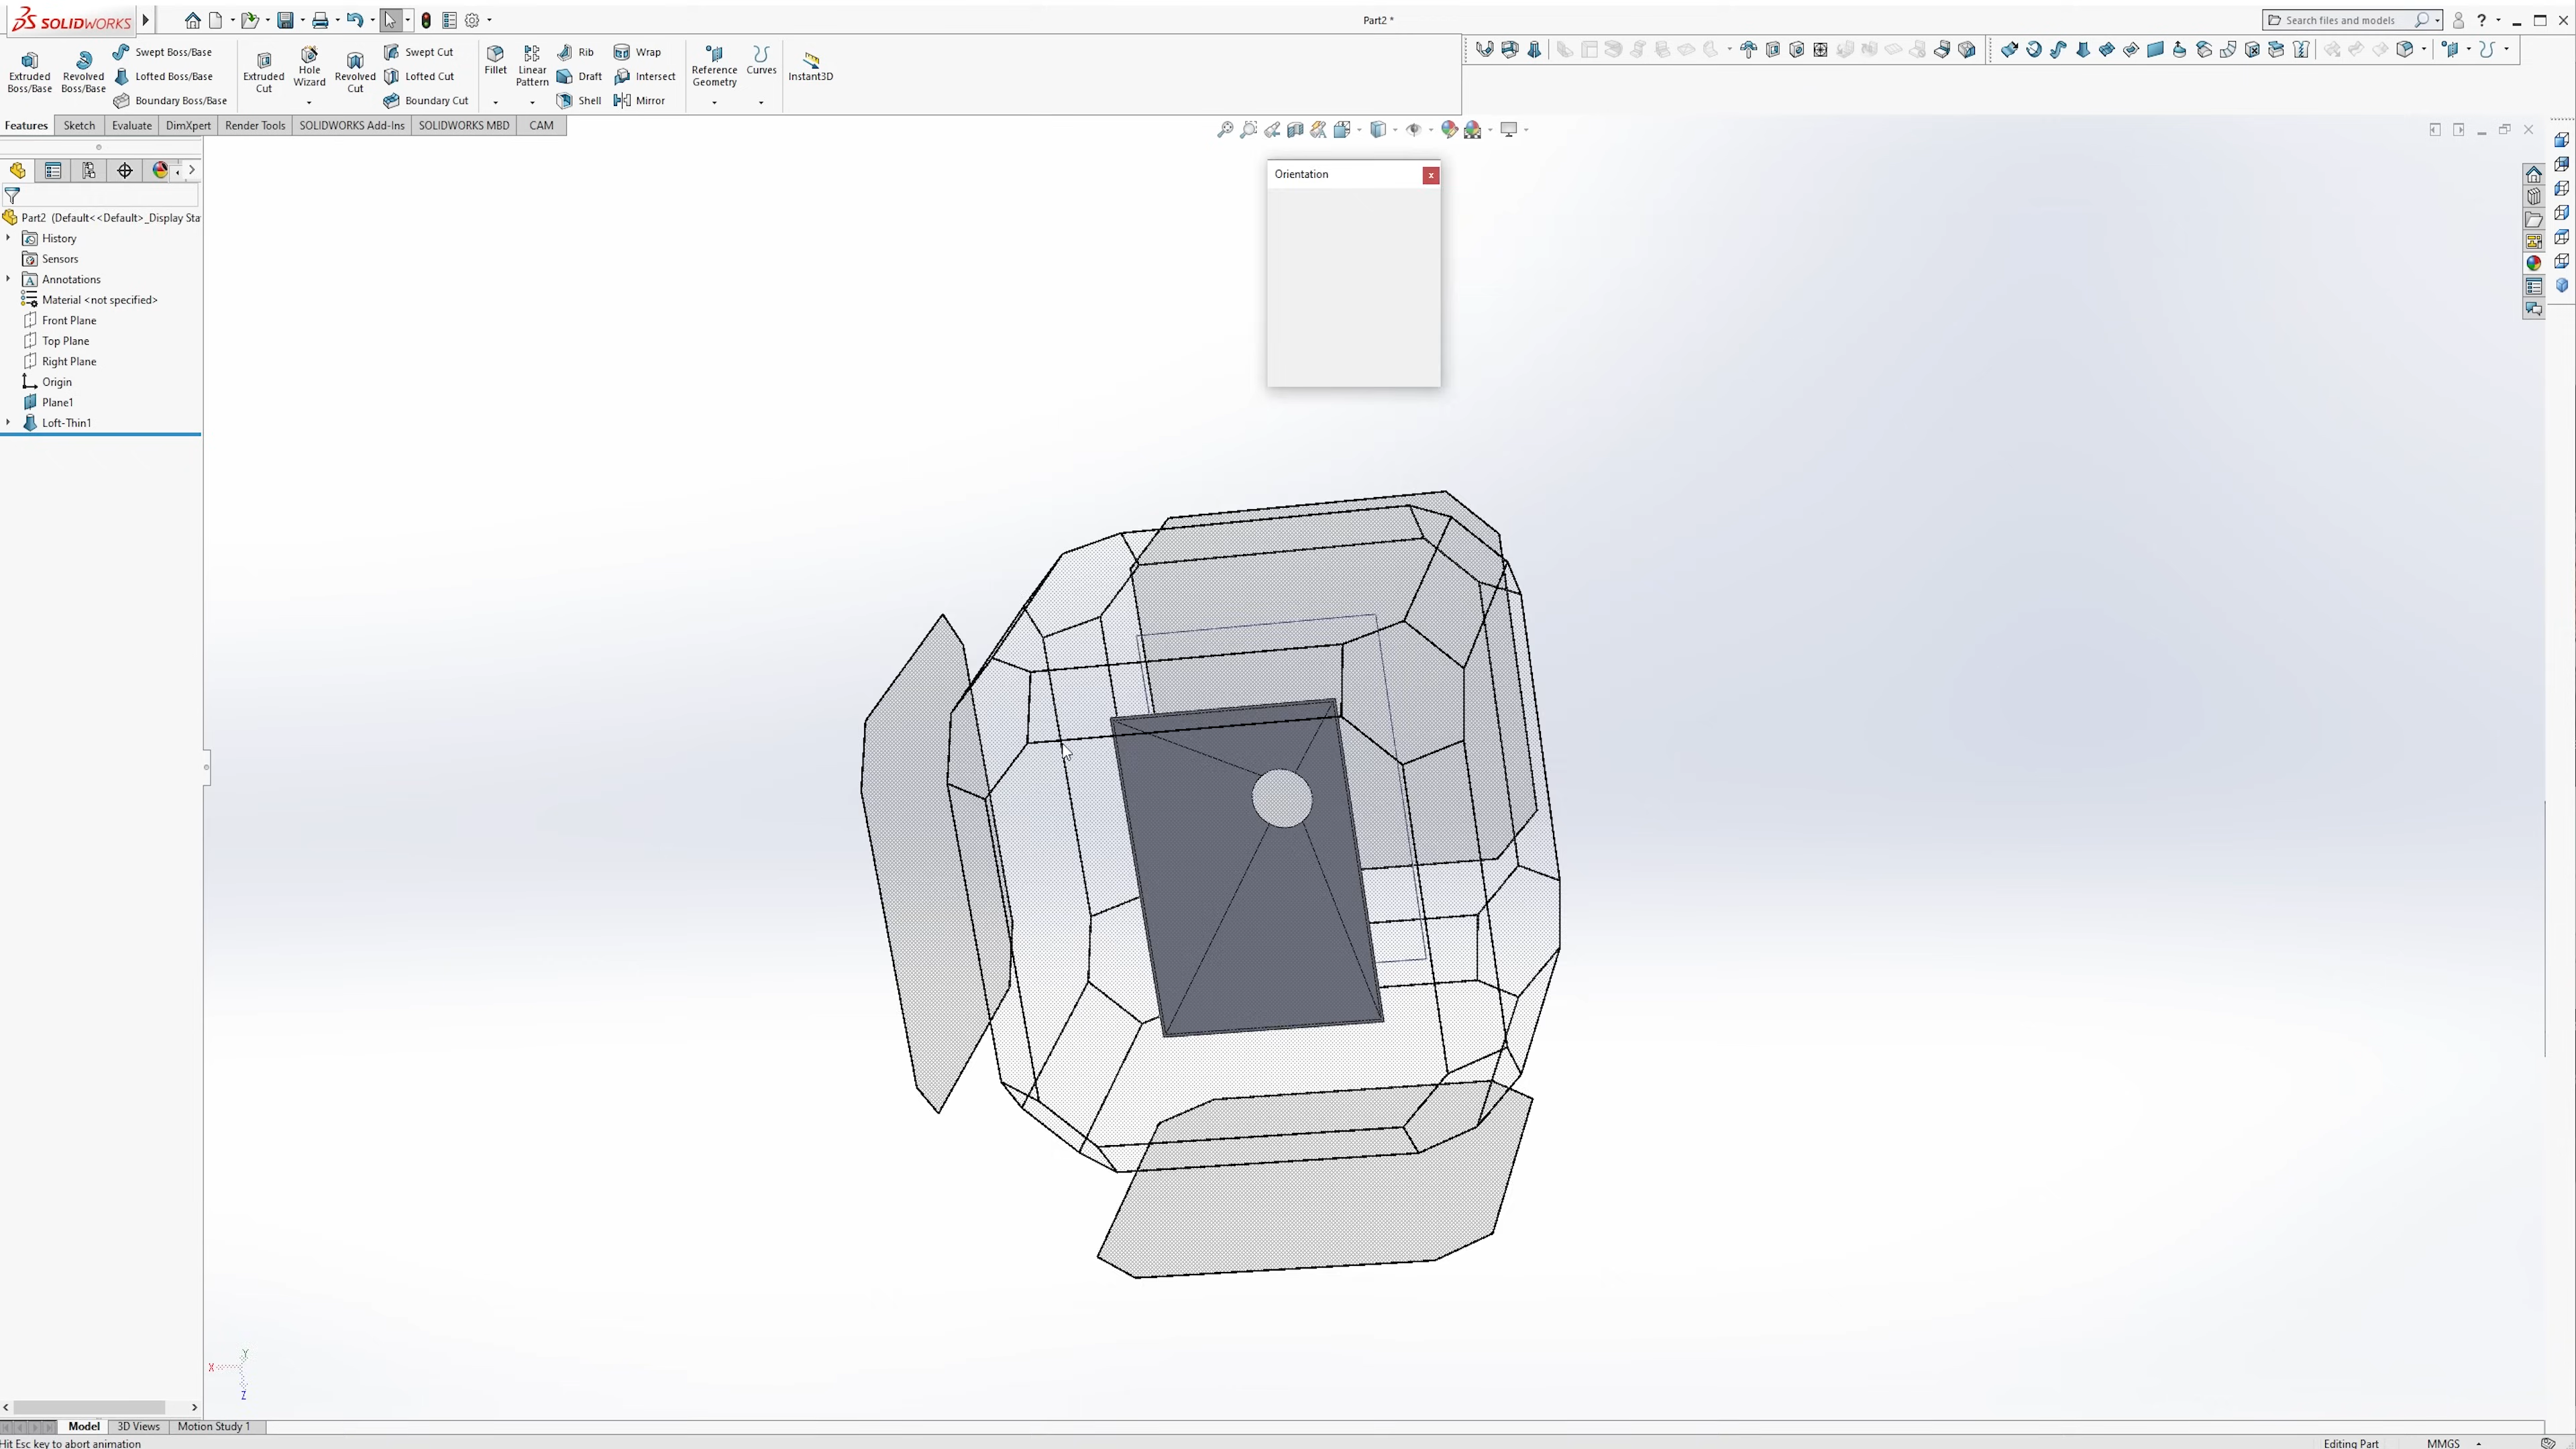 SOLIDWORKS
Part2 *
Search files and models
?
Extruded Boss/Base
Revolved Boss/Base
Swept Boss/Base
Lofted Boss/Base
Boundary Boss/Base
Extruded Cut
Hole Wizard
Revolved Cut
Swept Cut
Lofted Cut
Boundary Cut
Fillet
Linear Pattern
Rib
Draft
Shell
Wrap
Intersect
Mirror
Reference Geometry
Curves
Instant3D
Features
Sketch
Evaluate
DimXpert
Render Tools
SOLIDWORKS Add-Ins
SOLIDWORKS MBD
CAM
Orientation
x
Part2 (Default<<Default>_Display Sta
History
Sensors
Annotations
Material <not specified>
Front Plane
Top Plane
Right Plane
Origin
Plane1
Loft-Thin1
Y
X
Z
Model
3D Views
Motion Study 1
Hit Esc key to abort animation
Editing Part
MMGS